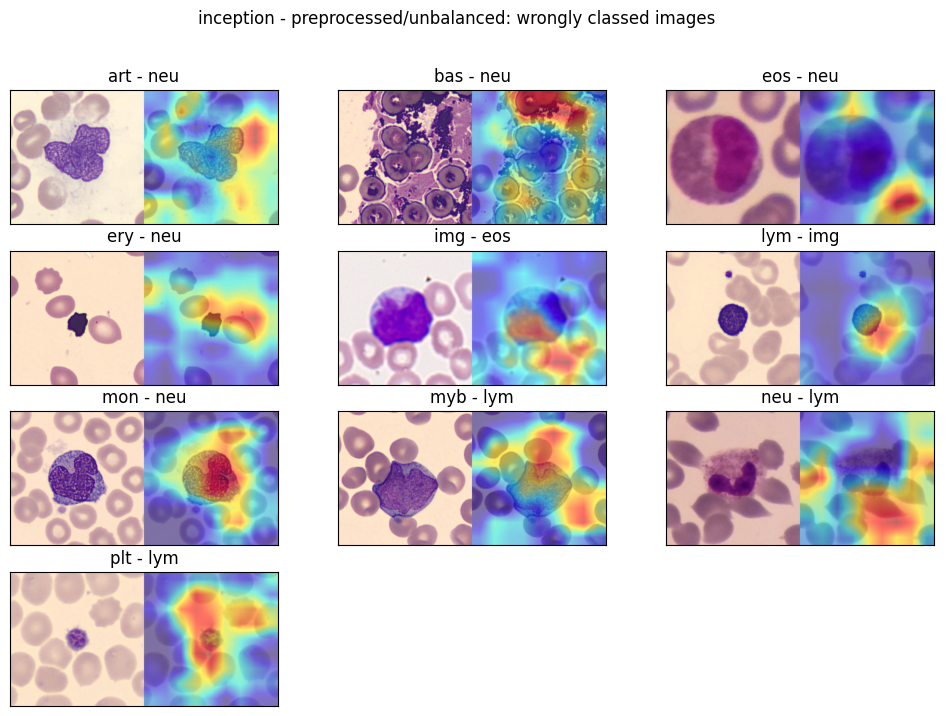 inception - preprocessed/unbalanced: wrongly classed images
art - neu
bas - neu
eos - neu
ery - neu
img - eos
lym - img
mon - neu
myb - lym
neu - lym
plt - lym